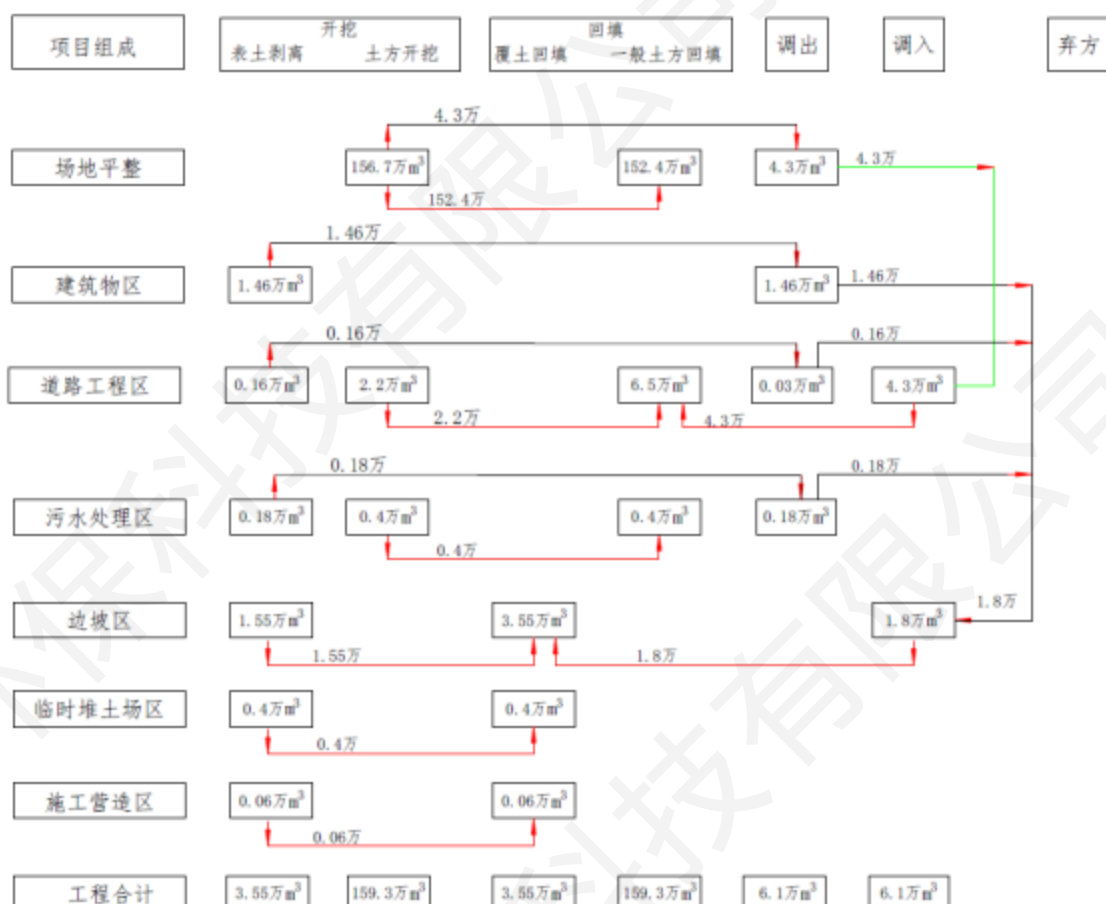 项目组成
开挖
表土剥离 土方开挖
回填
覆土回填 一般土方回填
调出
调入
弃方
4.3万
场地平整
156.7万m³
152.4万m³
4.3万m³
4.3万
152.4万
1.46万
建筑物区
1.46万m³
1.46万m³
1.46万
0.16万
0.16万
道路工程区
0.16万m³
2.2万m³
6.5万m³
0.03万m³
4.3万m³
2.2万
4.3万
0.18万
0.18万
污水处理区
0.18万m³
0.4万m³
0.4万m³
0.18万m³
0.4万
边坡区
1.55万m³
3.55万m³
1.8万m³
1.8万
1.55万
1.8万
临时堆土场区
0.4万m³
0.4万m³
0.4万
施工营造区
0.06万m³
0.06万m³
0.06万
工程合计
3.55万m³
159.3万m³
3.55万m³
159.3万m³
6.1万m³
6.1万m³
保科技有限公司
科技有限公司